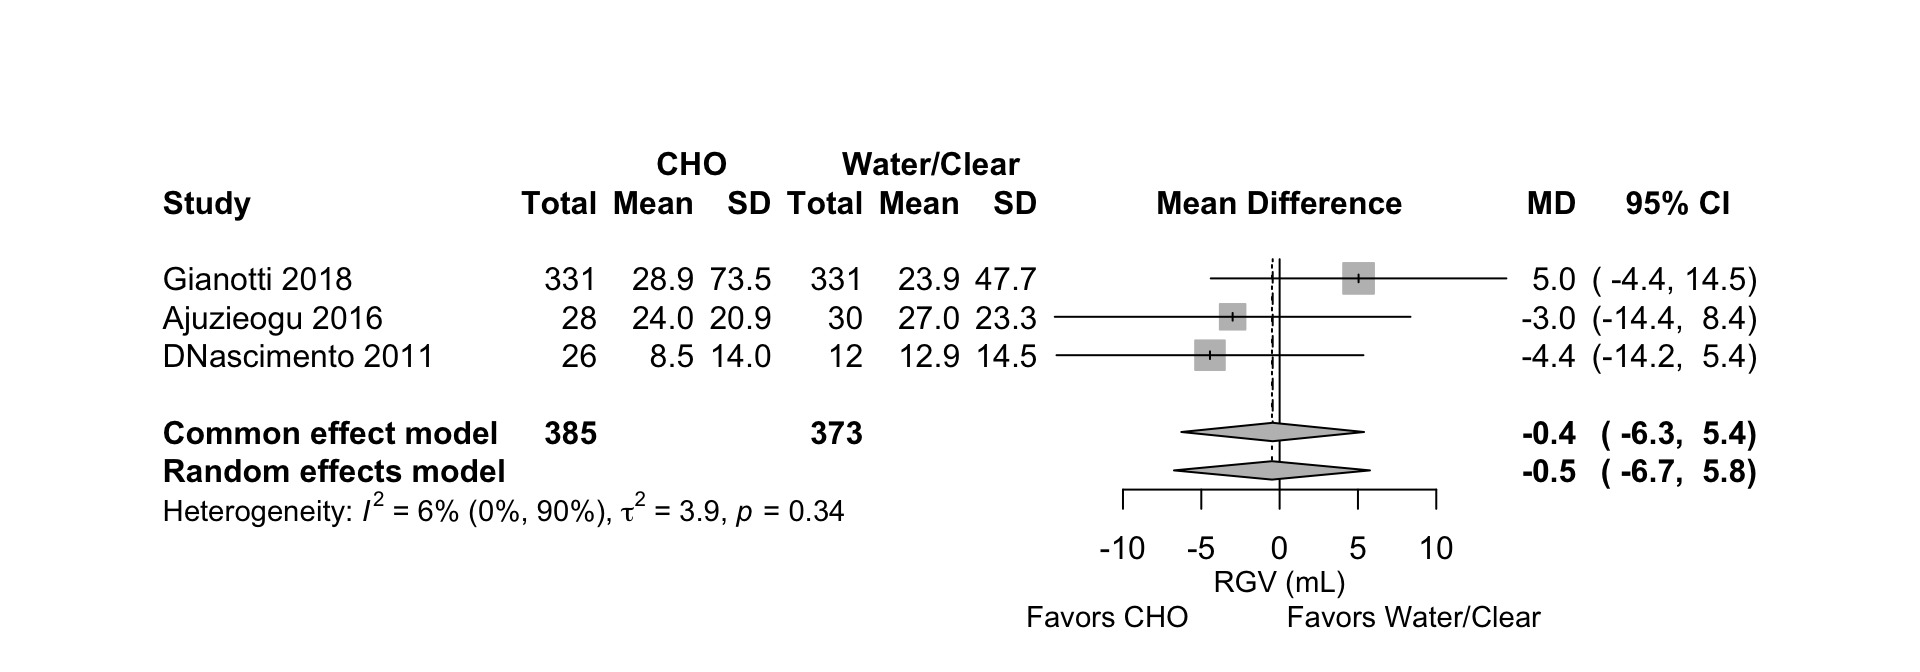 CHO Water/Clear
Study Total Mean SD Total Mean SD Mean Difference MD 95% CI
Gianotti 2018 331 28.9 73.5 331 23.9 47.7 5.0 ( -4.4, 14.5)
Ajuzieogu 2016 28 24.0 20.9 30 27.0 23.3 -3.0 (-14.4, 8.4)
DNascimento 2011 26 8.5 14.0 12 12.9 14.5 -4.4 (-14.2, 5.4)
Common effect model 385 373 -0.4 ( -6.3, 5.4)
Random effects model -0.5 ( -6.7, 5.8)
Heterogeneity: I² = 6% (0%, 90%), τ² = 3.9, p = 0.34
-10 -5 0 5 10
RGV (mL)
Favors CHO Favors Water/Clear